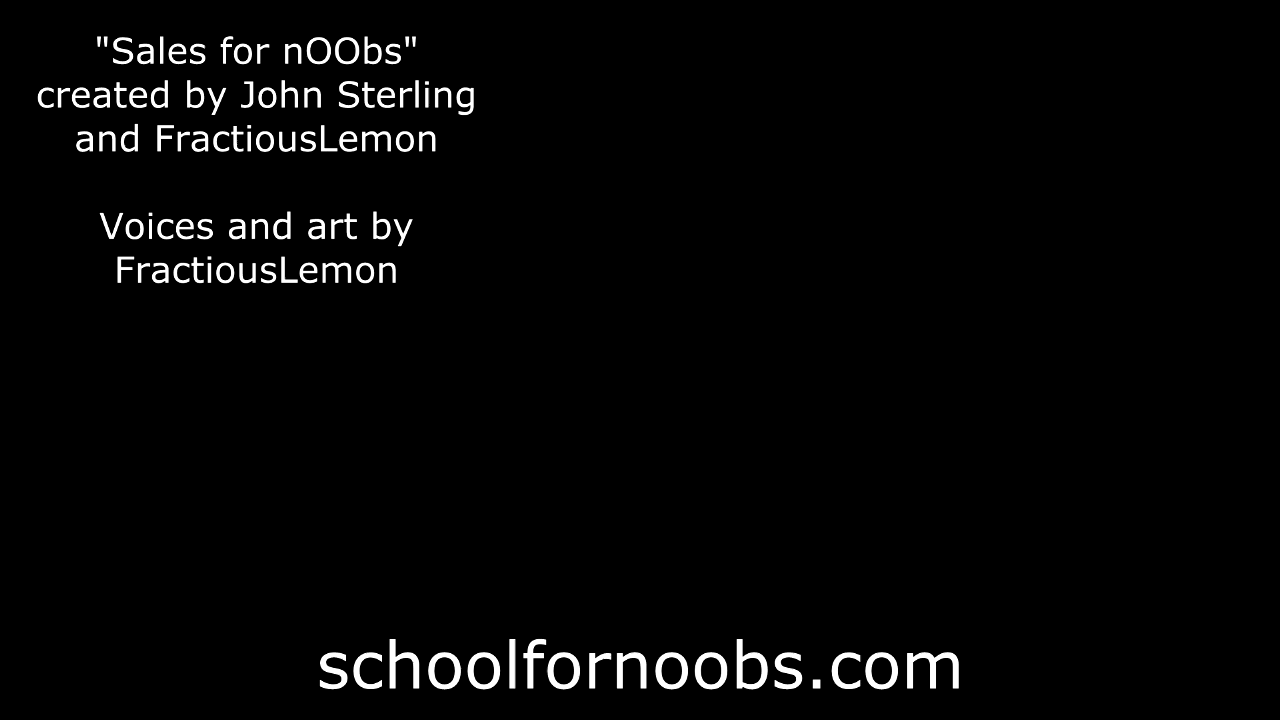 "Sales for nOObs"
created by John Sterling
and FractiousLemon
Voices and art by
FractiousLemon
schoolfornoobs.com